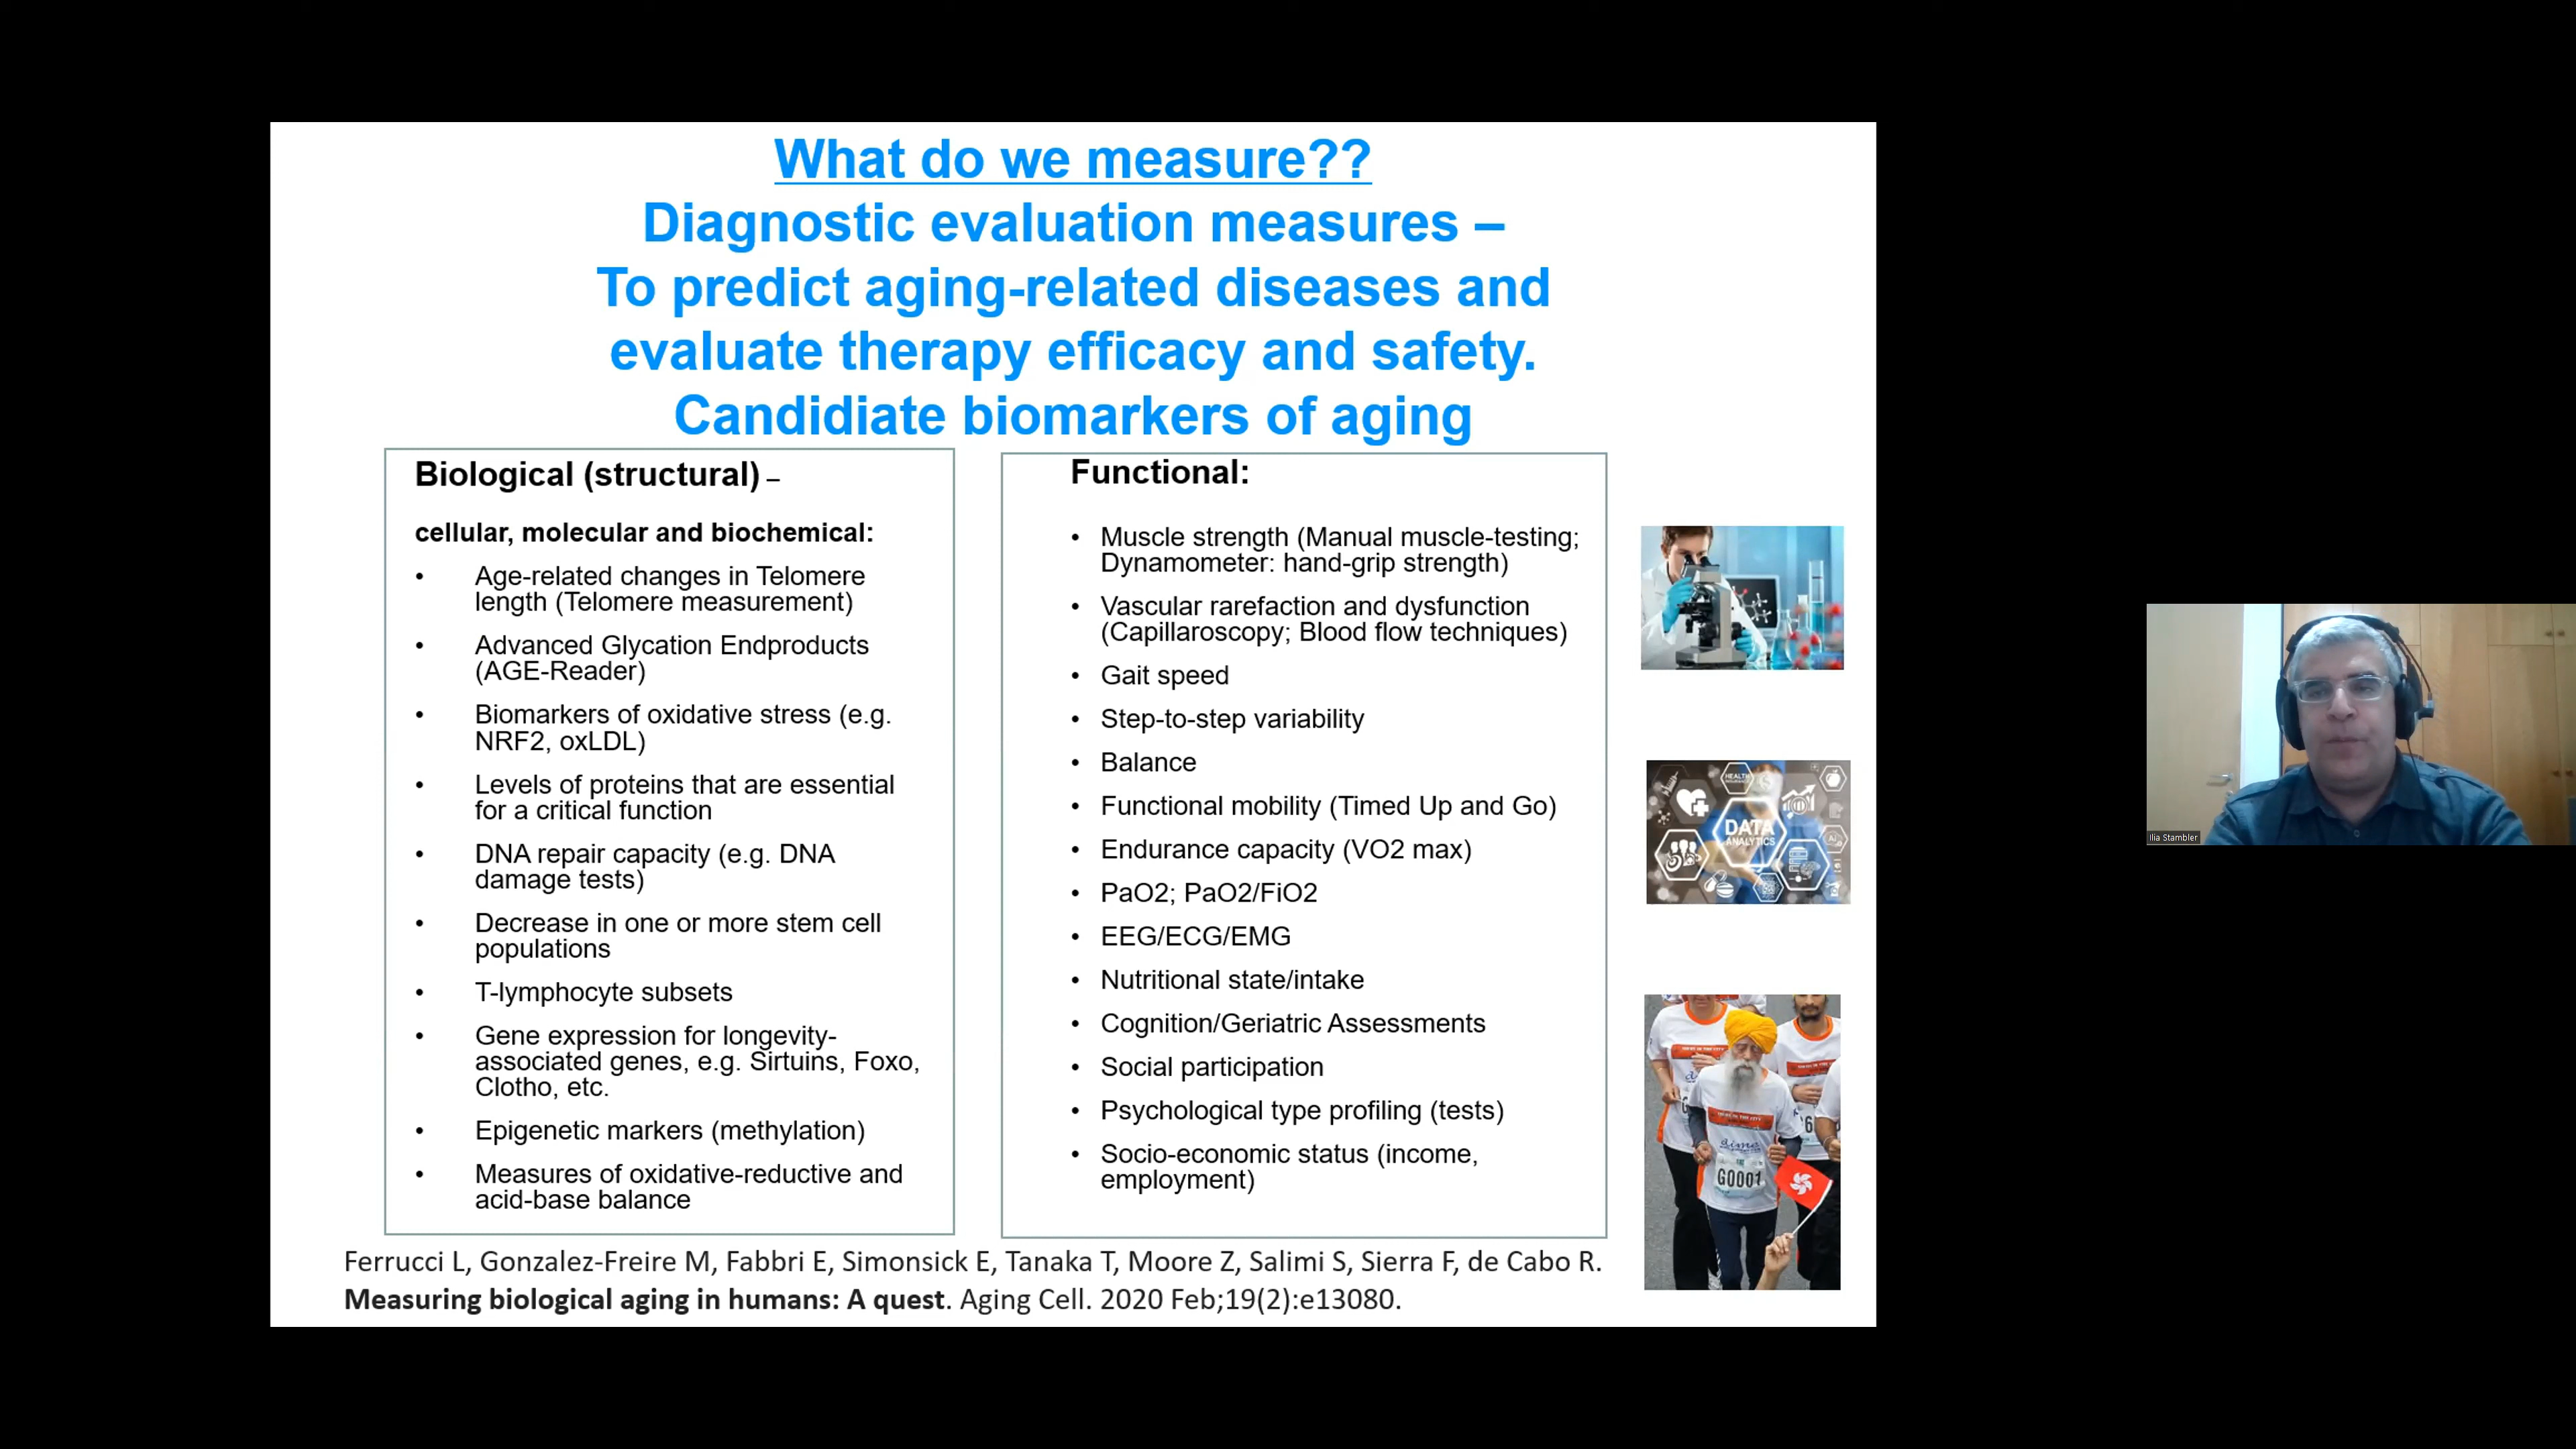 What do we measure??
Diagnostic evaluation measures –
To predict aging-related diseases and
evaluate therapy efficacy and safety.
Candidiate biomarkers of aging
Biological (structural) –
cellular, molecular and biochemical:
• Age-related changes in Telomere
length (Telomere measurement)
• Advanced Glycation Endproducts
(AGE-Reader)
• Biomarkers of oxidative stress (e.g.
NRF2, oxLDL)
• Levels of proteins that are essential
for a critical function
• DNA repair capacity (e.g. DNA
damage tests)
• Decrease in one or more stem cell
populations
• T-lymphocyte subsets
• Gene expression for longevity-
associated genes, e.g. Sirtuins, Foxo,
Clotho, etc.
• Epigenetic markers (methylation)
• Measures of oxidative-reductive and
acid-base balance
Functional:
• Muscle strength (Manual muscle-testing;
Dynamometer: hand-grip strength)
• Vascular rarefaction and dysfunction
(Capillaroscopy; Blood flow techniques)
• Gait speed
• Step-to-step variability
• Balance
• Functional mobility (Timed Up and Go)
• Endurance capacity (VO2 max)
• PaO2; PaO2/FiO2
• EEG/ECG/EMG
• Nutritional state/intake
• Cognition/Geriatric Assessments
• Social participation
• Psychological type profiling (tests)
• Socio-economic status (income,
employment)
HEALTH
DATA
ANALYTICS
AI
G0001
Ferrucci L, Gonzalez-Freire M, Fabbri E, Simonsick E, Tanaka T, Moore Z, Salimi S, Sierra F, de Cabo R.
Measuring biological aging in humans: A quest. Aging Cell. 2020 Feb;19(2):e13080.
Ilia Stambler